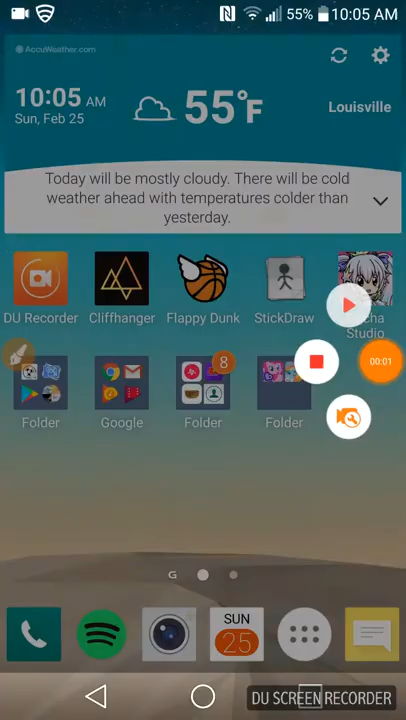 55% 10:05 AM
AccuWeather.com
10:05 AM
Sun, Feb 25
55°F
Louisville
Today will be mostly cloudy. There will be cold
weather ahead with temperatures colder than
yesterday.
DU Recorder
Cliffhanger
Flappy Dunk
StickDraw
Studio
00:01
8
Folder
Google
Folder
Folder
G
SUN
25
DU SCREEN RECORDER